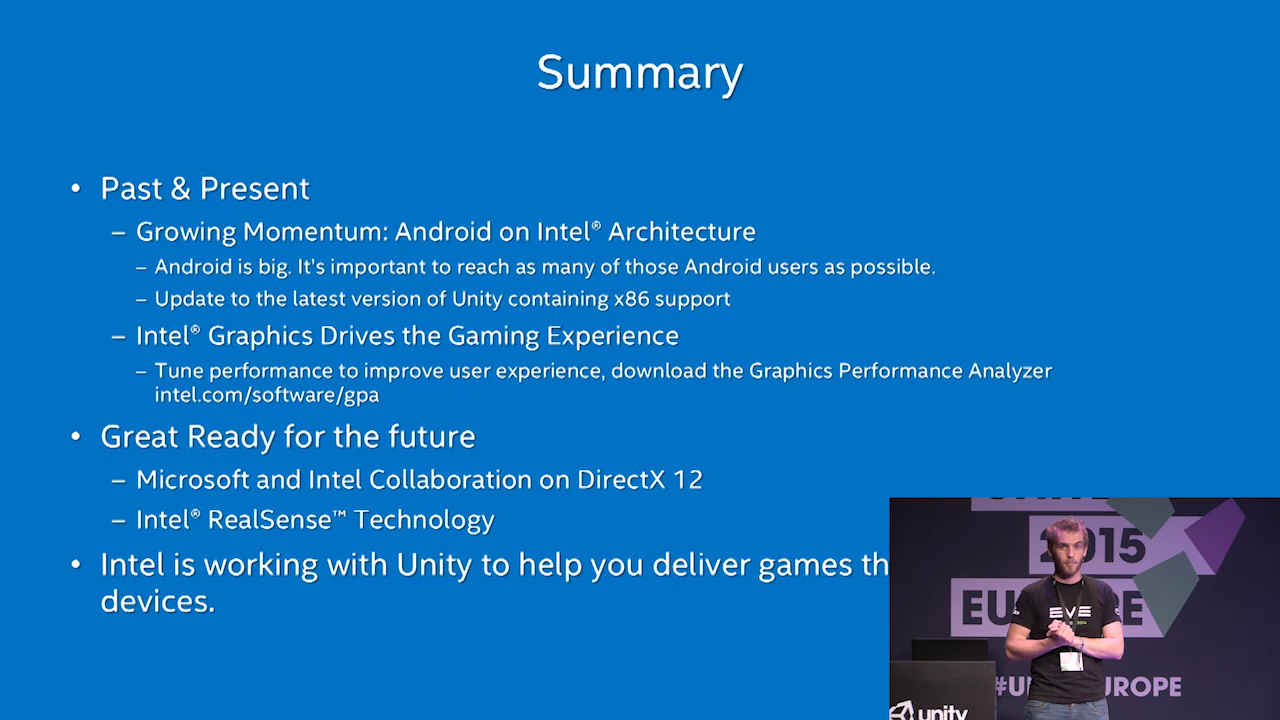 Summary
• Past & Present
– Growing Momentum: Android on Intel® Architecture
– Android is big. It's important to reach as many of those Android users as possible.
– Update to the latest version of Unity containing x86 support
– Intel® Graphics Drives the Gaming Experience
– Tune performance to improve user experience, download the Graphics Performance Analyzer
intel.com/software/gpa
• Great Ready for the future
– Microsoft and Intel Collaboration on DirectX 12
– Intel® RealSense™ Technology
• Intel is working with Unity to help you deliver games th
devices.
2015
EVE
unity